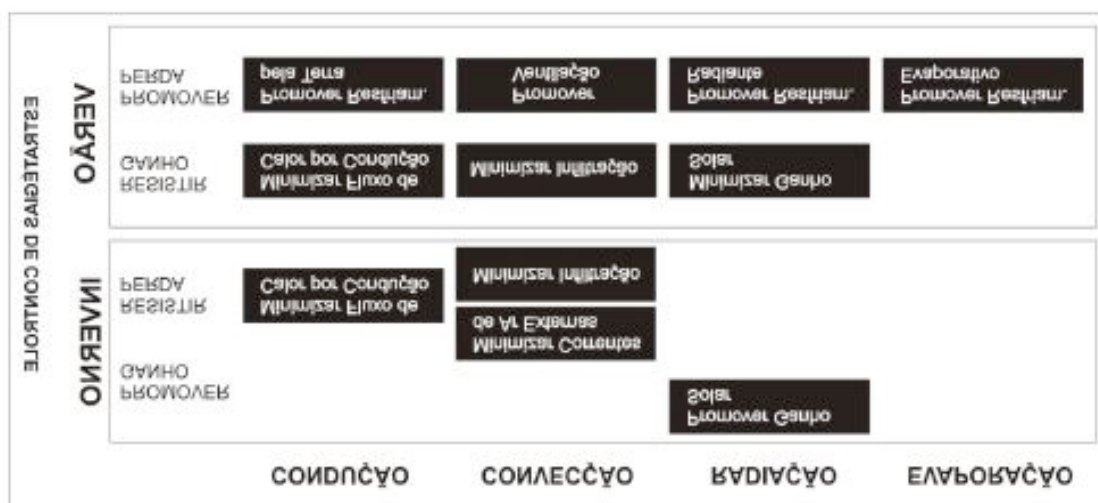 CONDUÇÃO
CONVECÇÃO
RADIAÇÃO
EVAPORAÇÃO
ESTRATEGIAS DE CONTROLE
INVERNO
PROMOVER
GANHO
Promover Ganho
Solar
RESISTIR
PERDA
Minimizar Fluxo de
Calor por Condução
Minimizar Correntes
de Ar Externas
Minimizar Infiltração
VERÃO
RESISTIR
GANHO
Minimizar Fluxo de
Calor por Condução
Minimizar Infiltração
Minimizar Ganho
Solar
PROMOVER
PERDA
Promover Resfriam.
pela Terra
Promover
Ventilação
Promover Resfriam.
Radiante
Promover Resfriam.
Evaporativo